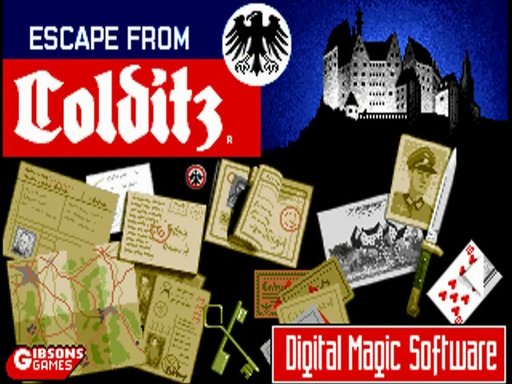 ESCAPE FROM
Colditz
R
GIBSONS
GAMES
Digital Magic Software